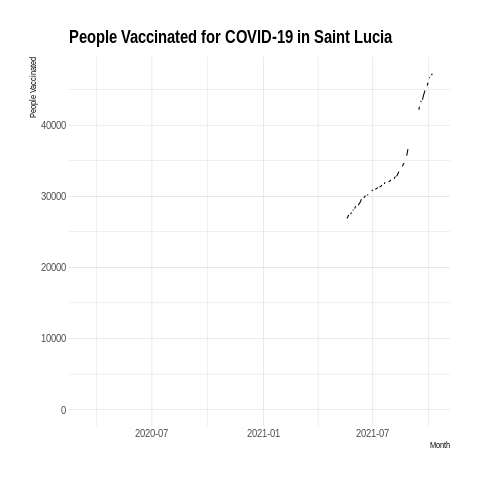 People Vaccinated for COVID-19 in Saint Lucia
People Vaccinated
40000
30000
20000
10000
0
2020-07
2021-01
2021-07
Month